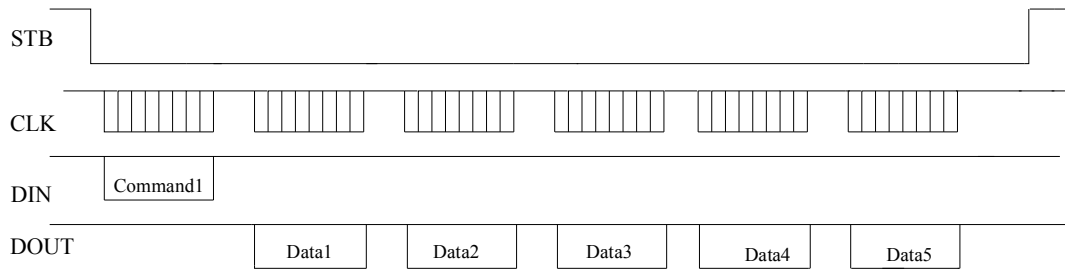 STB
CLK
DIN
Command1
DOUT
Data1
Data2
Data3
Data4
Data5